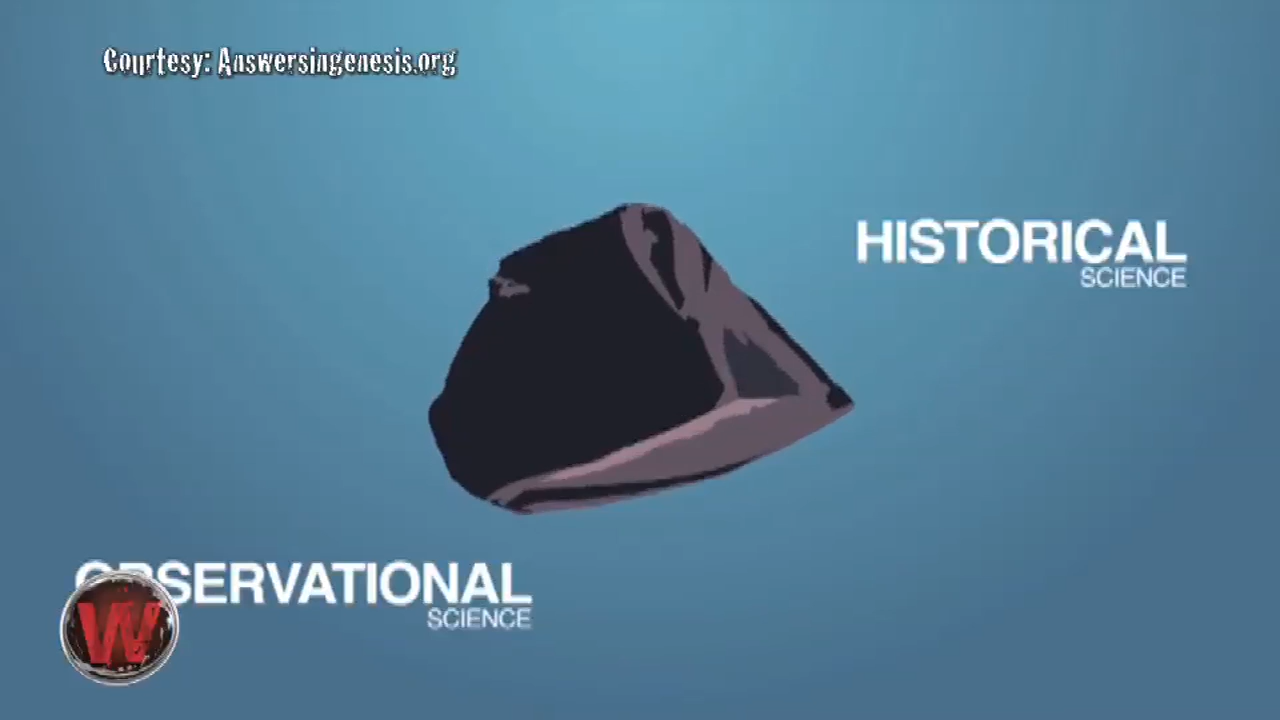 Courtesy: Answersingenesis.org
HISTORICAL
SCIENCE
OBSERVATIONAL
SCIENCE
W